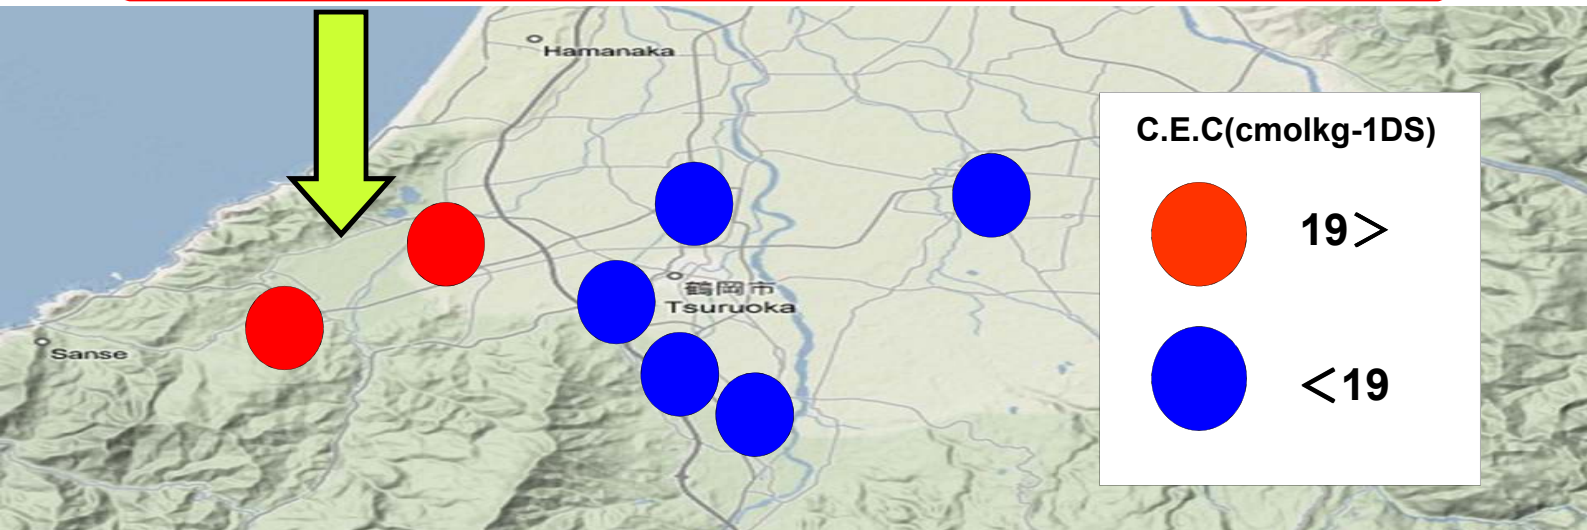 Hamanaka
C.E.C(cmolkg-1DS)
19＞
鶴岡市
Tsuruoka
Sanse
＜19